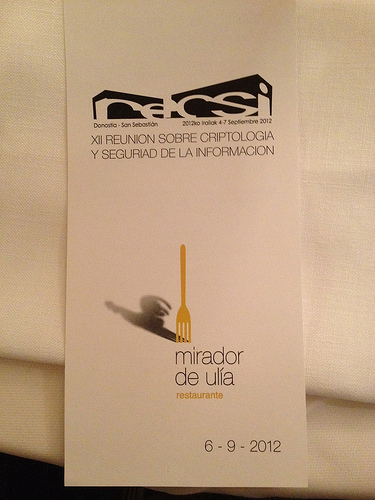 recsi
Donostia - San Sebastián 2012ko Irailak 4-7 Septiembre 2012
XII REUNION SOBRE CRIPTOLOGIA
Y SEGURIAD DE LA INFORMACION
mirador
de ulía
restaurante
6 - 9 - 2012